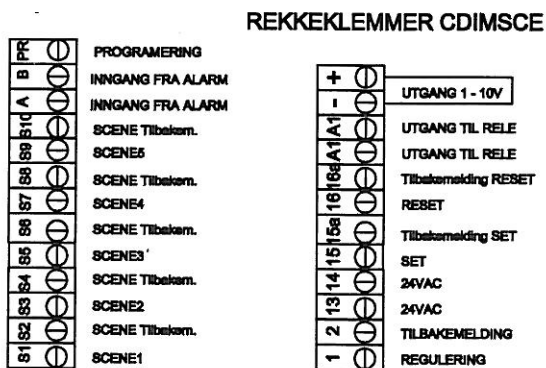 REKKEKLEMMER CDIMSCE
PR PROGRAMERING
B INNGANG FRA ALARM
A INNGANG FRA ALARM
S10 SCENE Tilbakem.
S9 SCENE5
S8 SCENE Tilbakem.
S7 SCENE4
S6 SCENE Tilbakem.
S5 SCENE3
S4 SCENE Tilbakem.
S3 SCENE2
S2 SCENE Tilbakem.
S1 SCENE1
+
- UTGANG 1 - 10V
A1 UTGANG TIL RELE
A1 UTGANG TIL RELE
16a Tilbakemelding RESET
16 RESET
15a Tilbakemelding SET
15 SET
14 24VAC
13 24VAC
2 TILBAKEMELDING
1 REGULERING